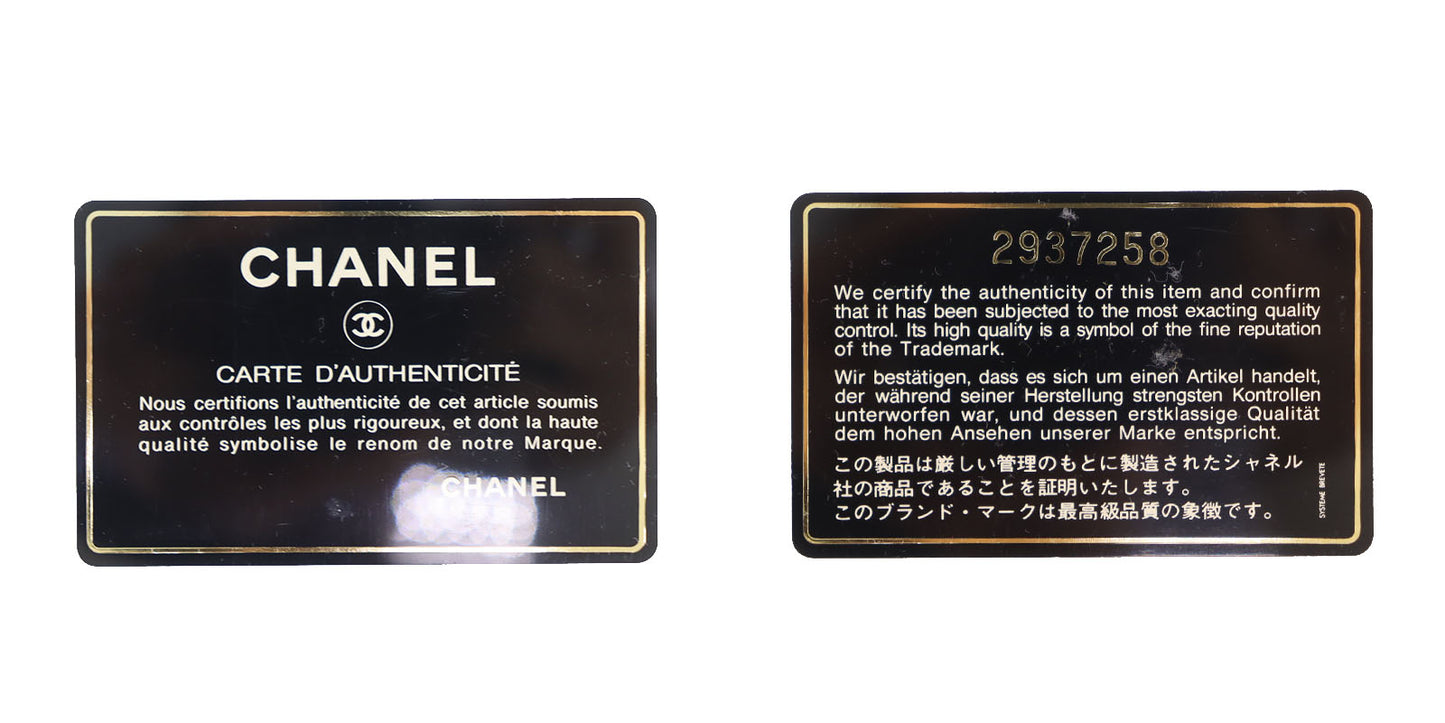 CHANEL
CARTE D'AUTHENTICITÉ
Nous certifions l'authenticité de cet article soumis
aux contrôles les plus rigoureux, et dont la haute
qualité symbolise le renom de notre Marque.
CHANEL
2937258
We certify the authenticity of this item and confirm
that it has been subjected to the most exacting quality
control. Its high quality is a symbol of the fine reputation
of the Trademark.
Wir bestätigen, dass es sich um einen Artikel handelt,
der während seiner Herstellung strengsten Kontrollen
unterworfen war, und dessen erstklassige Qualität
dem hohen Ansehen unserer Marke entspricht.
この製品は厳しい管理のもとに製造されたシャネル
社の商品であることを証明いたします。
このブランド・マークは最高級品質の象徴です。
SYSTEME BREVETE